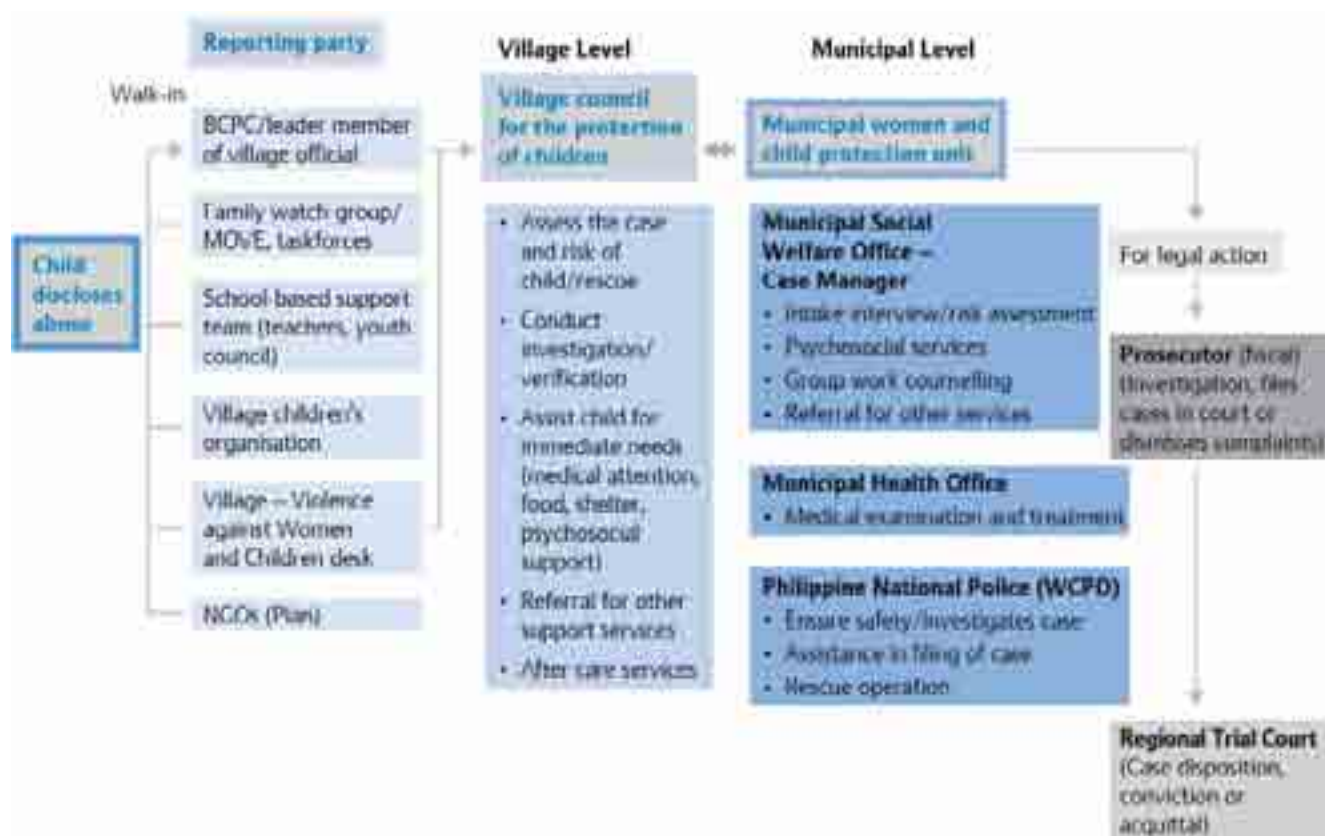 Reporting party
Village Level
Municipal Level
Walk-in
Child
discloses
abuse
BCPC/leader member
of village official
Family watch group/
MOVE, taskforces
School-based support
team (teachers, youth
council)
Village children's
organisation
Village – Violence
against Women
and Children desk
NGOs (Plan)
Village council
for the protection
of children
• Assess the case
and risk of
child/rescue
• Conduct
investigation/
verification
• Assist child for
immediate needs
(medical attention,
food, shelter,
psychosocial
support)
• Referral for other
support services
• After care services
Municipal women and
child protection unit
Municipal Social
Welfare Office –
Case Manager
• Intake interview/risk assessment
• Psychosocial services
• Group work counselling
• Referral for other services
Municipal Health Office
• Medical examination and treatment
Philippine National Police (WCPD)
• Ensure safety/investigates case
• Assistance in filing of case
• Rescue operation
For legal action
Prosecutor (fiscal)
(Investigation, files
cases in court or
dismisses complaints)
Regional Trial Court
(Case disposition,
conviction or
acquittal)